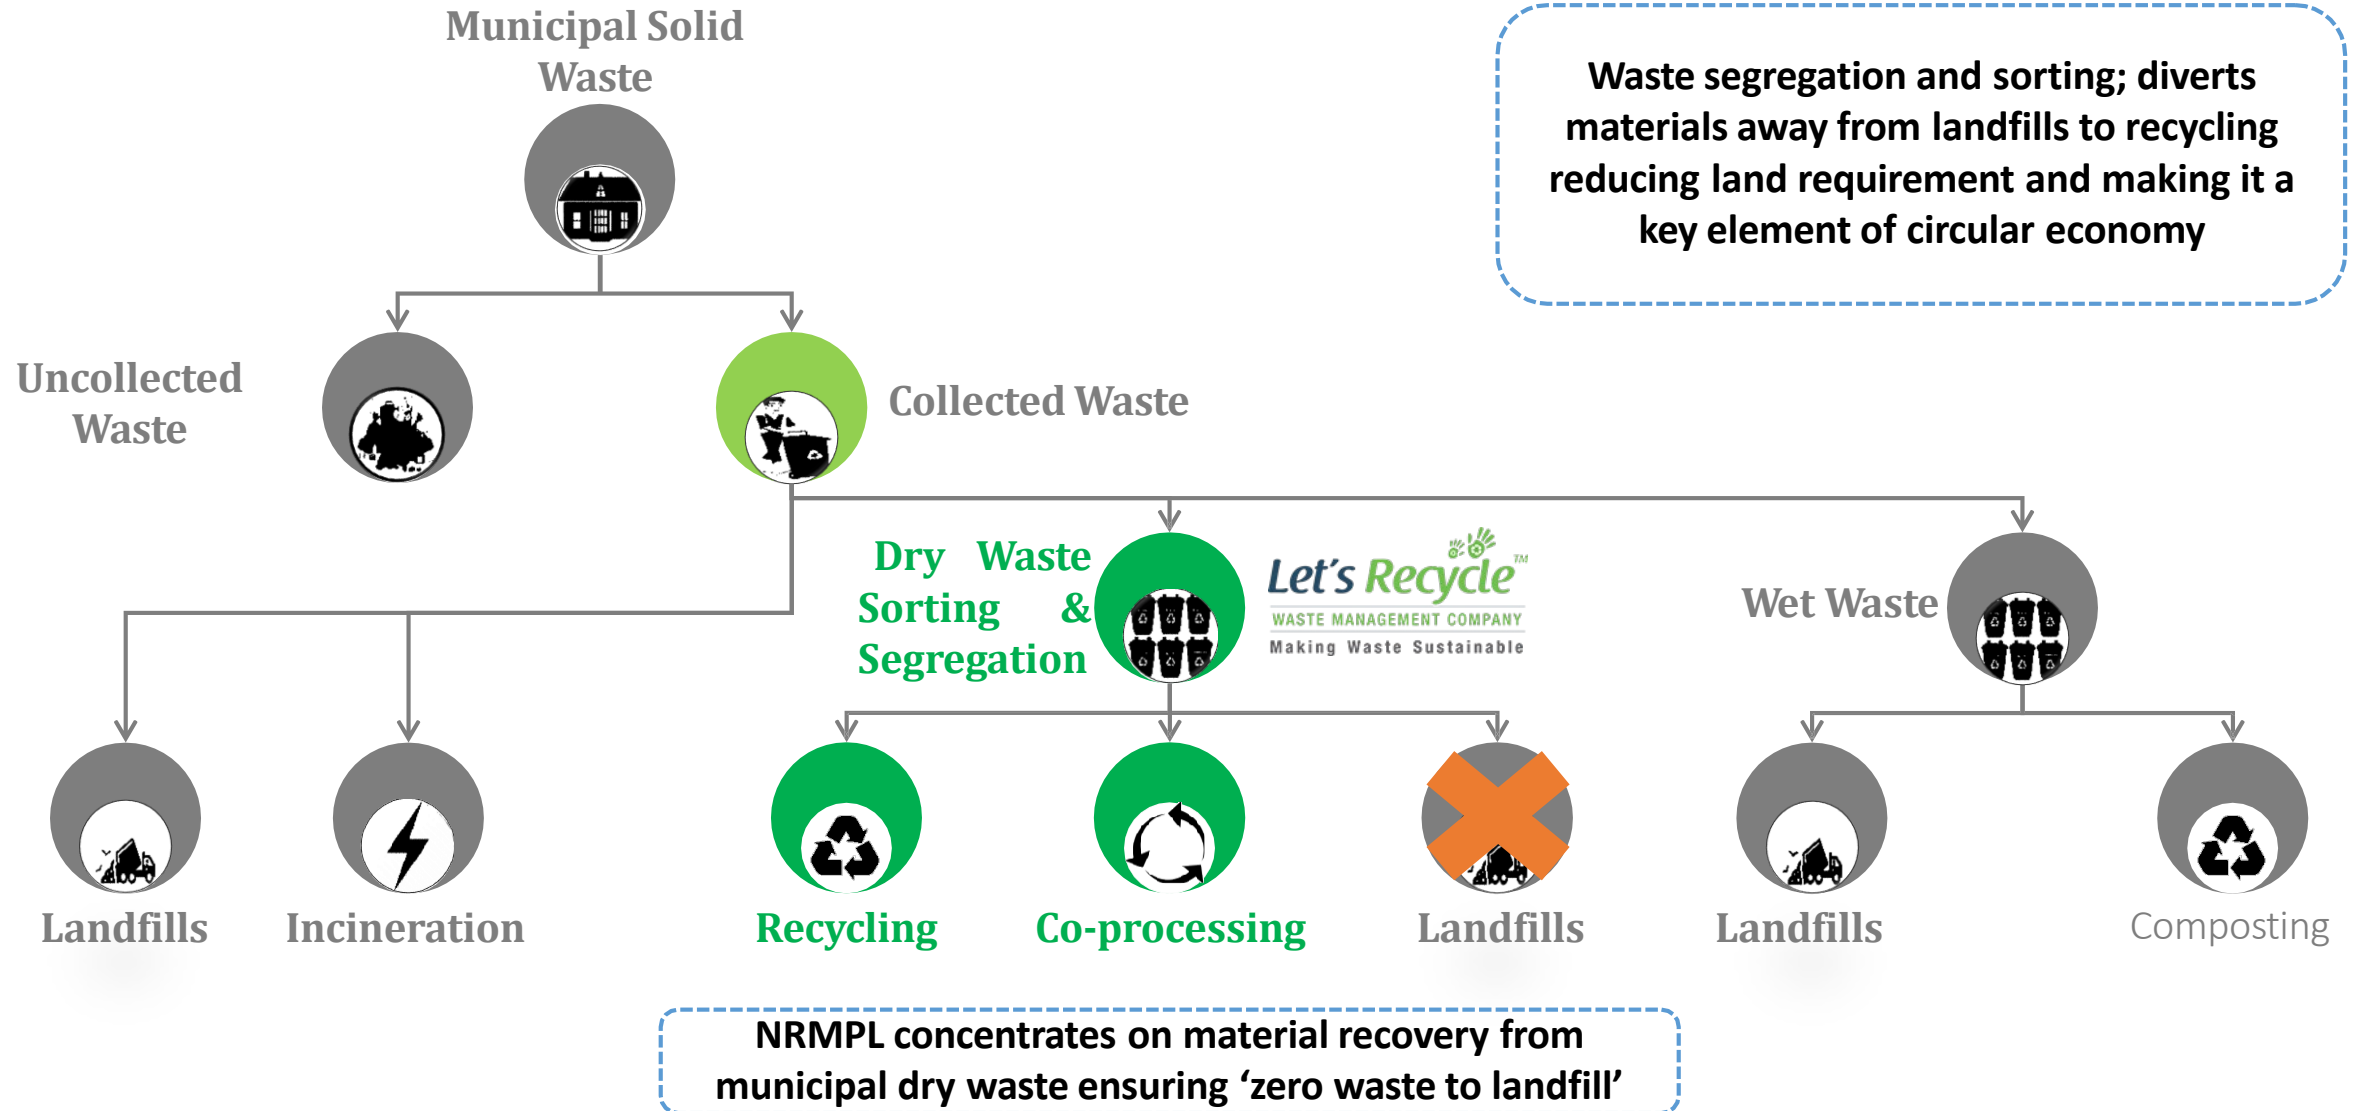 Municipal Solid
Waste
Waste segregation and sorting; diverts
materials away from landfills to recycling
reducing land requirement and making it a
key element of circular economy
Uncollected
Waste
Collected Waste
Dry Waste
Sorting &
Segregation
Let's Recycle™
WASTE MANAGEMENT COMPANY
Making Waste Sustainable
Wet Waste
Landfills
Incineration
Recycling
Co-processing
Landfills
Landfills
Composting
NRMPL concentrates on material recovery from
municipal dry waste ensuring ‘zero waste to landfill’